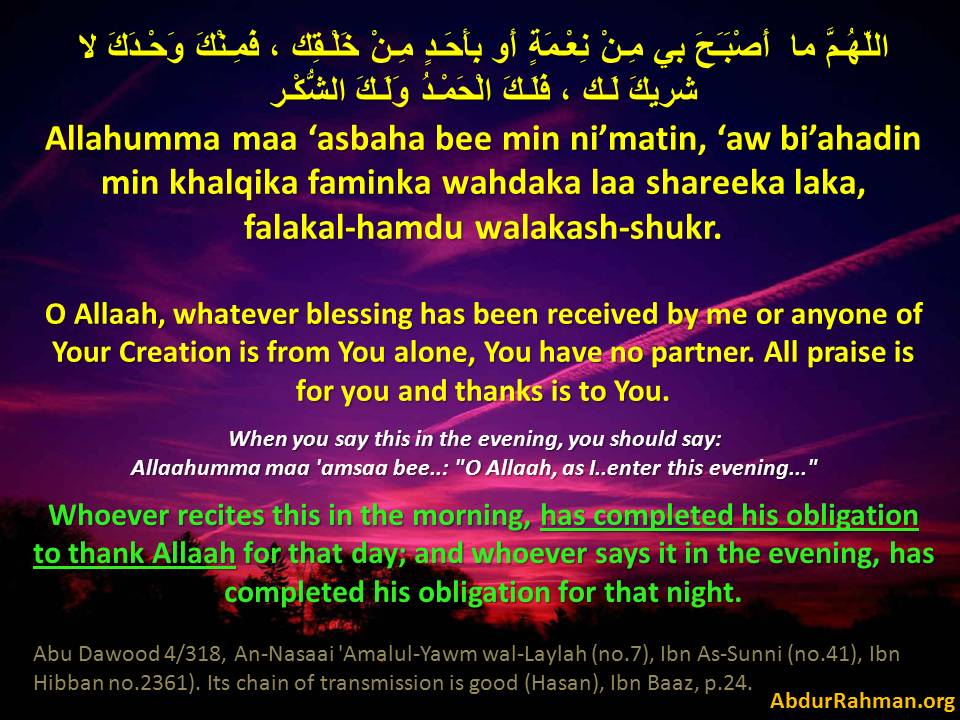 اللّهُـمَّ ما أَصْبَـَحَ بي مِـنْ نِعْـمَةٍ أَو بِأَحَـدٍ مِـنْ خَلْـقِك ، فَمِـنْكَ وَحْـدَكَ لا
شريكَ لَـك ، فَلَـكَ الْحَمْـدُ وَلَـكَ الشُّكْـر
Allahumma maa ‘asbaha bee min ni’matin, ‘aw bi’ahadin
min khalqika faminka wahdaka laa shareeka laka,
falakal-hamdu walakash-shukr.
O Allaah, whatever blessing has been received by me or anyone of
Your Creation is from You alone, You have no partner. All praise is
for you and thanks is to You.
When you say this in the evening, you should say:
Allaahumma maa 'amsaa bee..: "O Allaah, as I..enter this evening..."
Whoever recites this in the morning, has completed his obligation
to thank Allaah for that day; and whoever says it in the evening, has
completed his obligation for that night.
Abu Dawood 4/318, An-Nasaai 'Amalul-Yawm wal-Laylah (no.7), Ibn As-Sunni (no.41), Ibn
Hibban no.2361). Its chain of transmission is good (Hasan), Ibn Baaz, p.24.
AbdurRahman.org